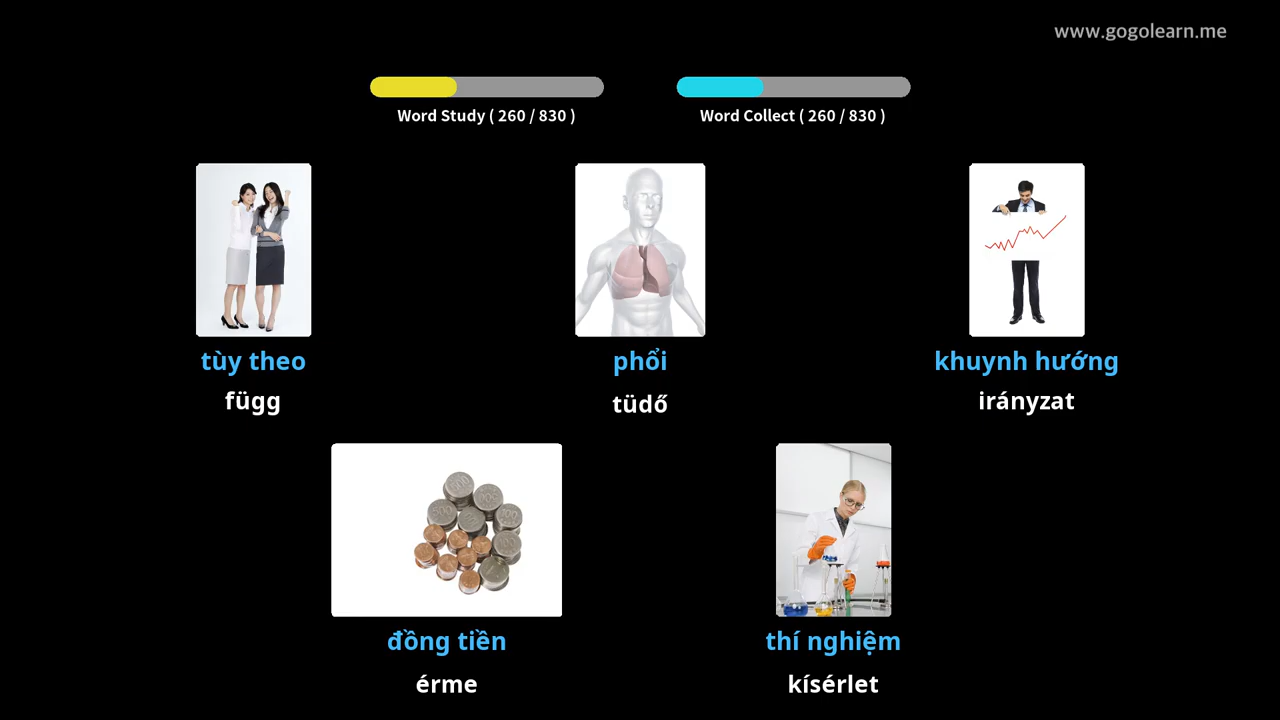 www.gogolearn.me
Word Study ( 260 / 830 )
Word Collect ( 260 / 830 )
tùy theo
függ
phổi
tüdő
khuynh hướng
irányzat
đồng tiền
érme
thí nghiệm
kísérlet